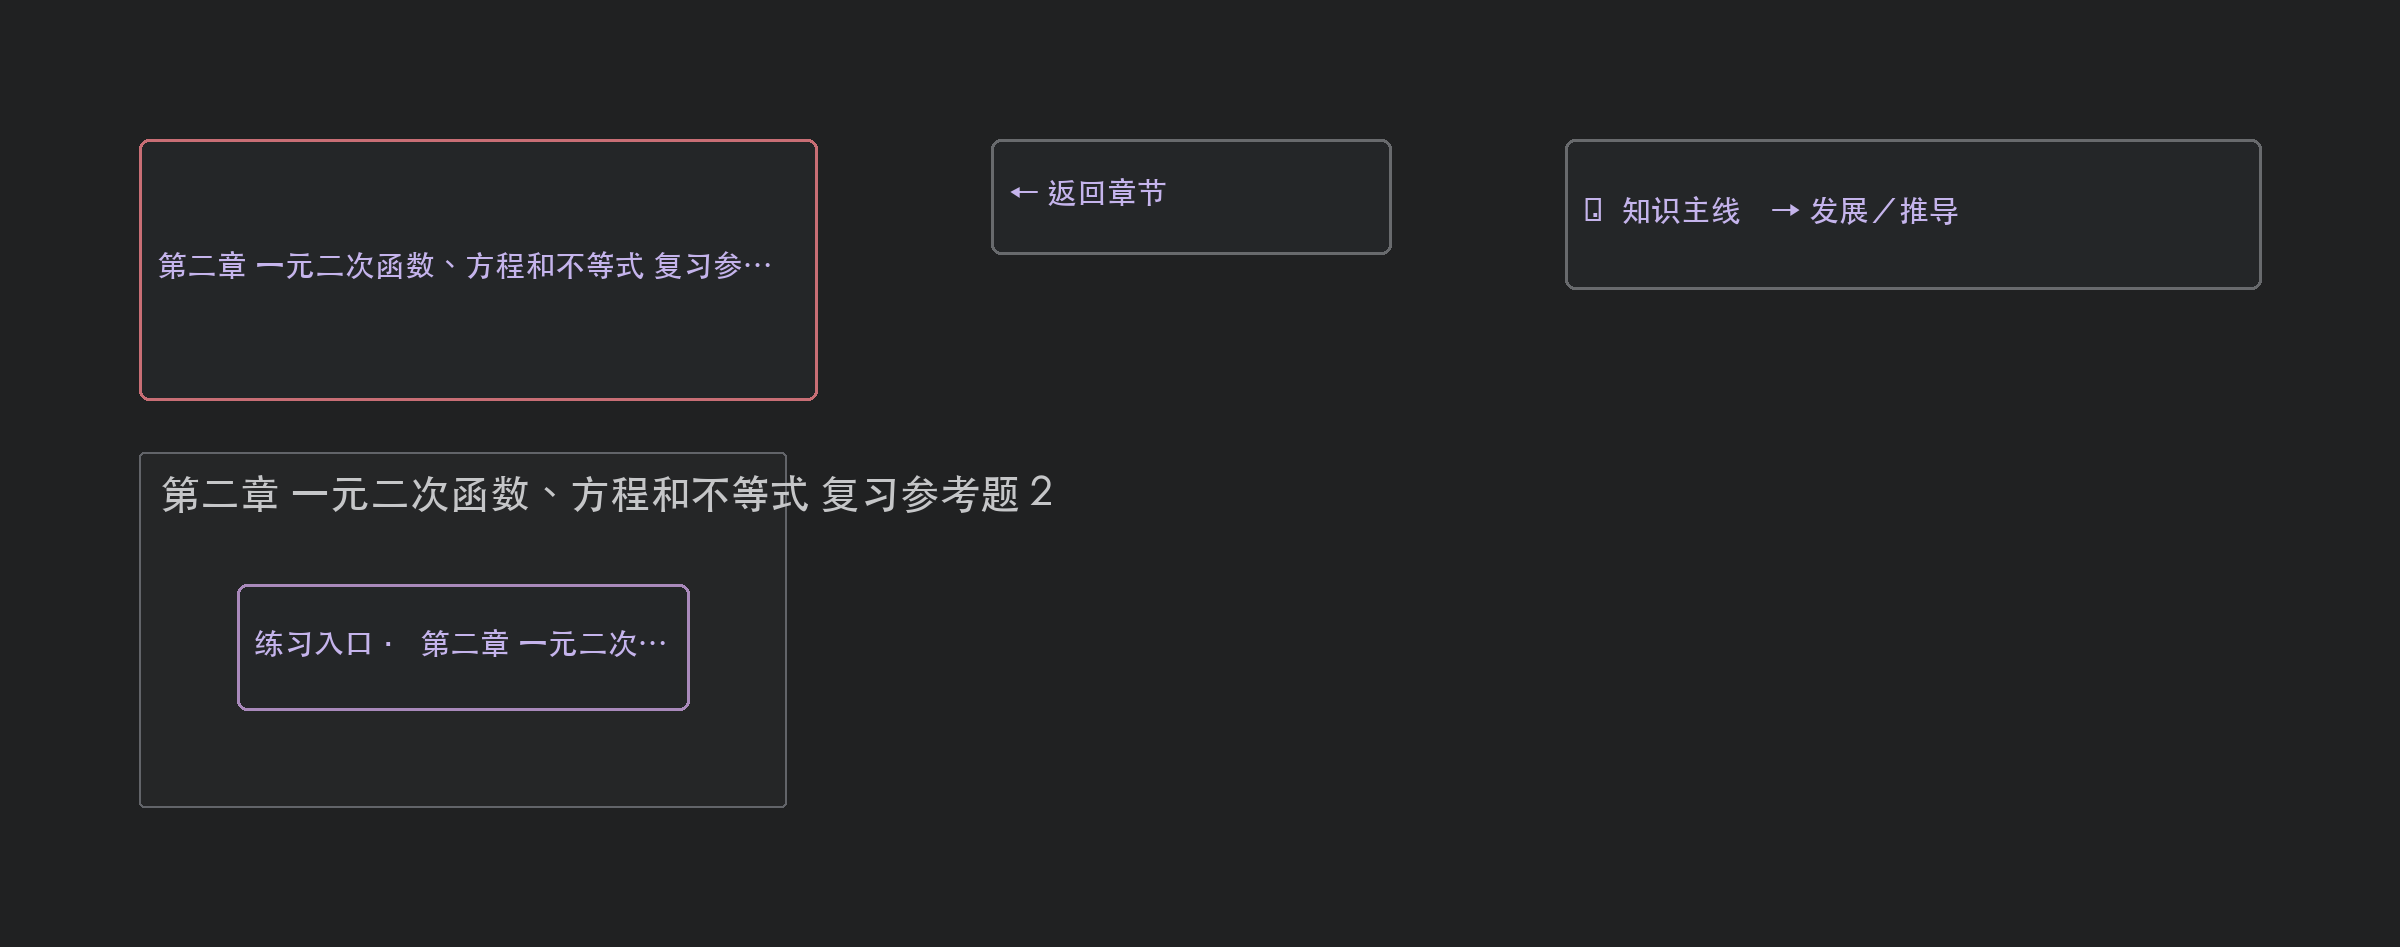 第二章 一元二次函数、方程和不等式 复习参…
← 返回章节
知识主线 → 发展／推导
第二章 一元二次函数、方程和不等式 复习参考题 2
练习入口 · 第二章 一元二次…